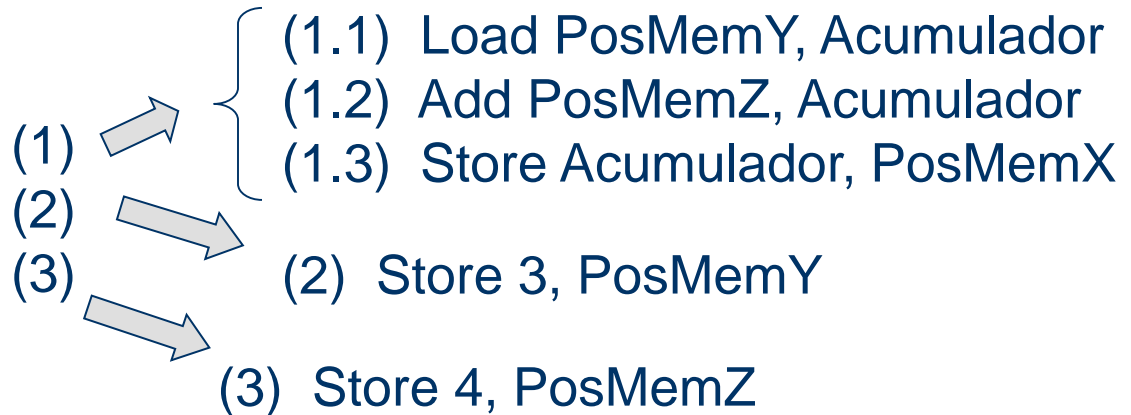 (1)
(2)
(3)
(1.1) Load PosMemY, Acumulador
(1.2) Add PosMemZ, Acumulador
(1.3) Store Acumulador, PosMemX
(2) Store 3, PosMemY
(3) Store 4, PosMemZ